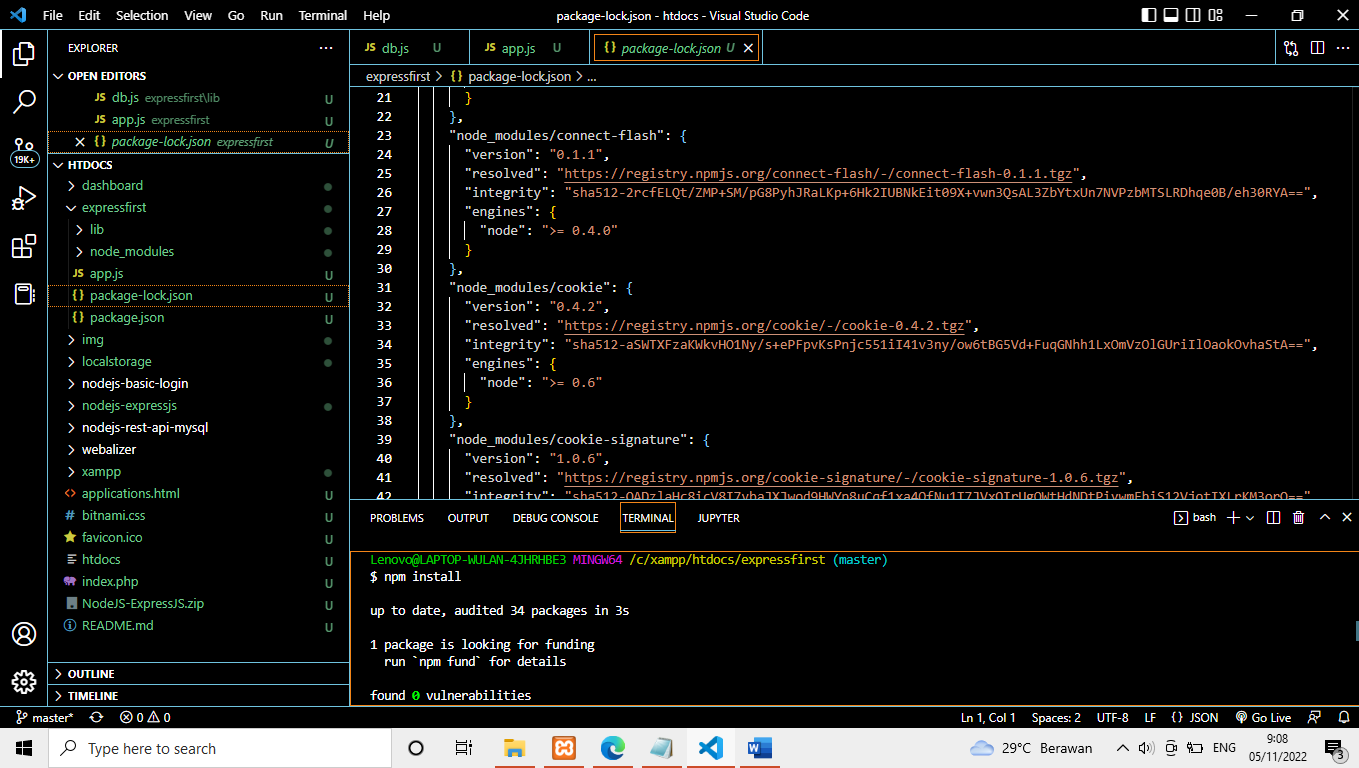 File Edit Selection View Go Run Terminal Help
package-lock.json - htdocs - Visual Studio Code
EXPLORER
OPEN EDITORS
JS db.js expressfirst\lib U
JS app.js expressfirst U
{} package-lock.json expressfirst U
HTDOCS
dashboard
expressfirst
lib
node_modules
JS app.js U
{} package-lock.json U
{} package.json U
img
localstorage
nodejs-basic-login
nodejs-expressjs
nodejs-rest-api-mysql
webalizer
xampp
<> applications.html U
# bitnami.css U
favicon.ico U
htdocs U
index.php U
NodeJS-ExpressJS.zip U
README.md U
OUTLINE
TIMELINE
19K+
JS db.js U
JS app.js U
{} package-lock.json U
expressfirst > {} package-lock.json > ...
21 }
22 },
23 "node_modules/connect-flash": {
24 "version": "0.1.1",
25 "resolved": "https://registry.npmjs.org/connect-flash/-/connect-flash-0.1.1.tgz",
26 "integrity": "sha512-2rcfELQt/ZMP+SM/pG8PyhJRaLKp+6Hk2IUBNkEit09X+vwn3QsAL3ZbYtxUn7NVPzbMTSLRDhqe0B/eh30RYA==",
27 "engines": {
28 "node": ">= 0.4.0"
29 }
30 },
31 "node_modules/cookie": {
32 "version": "0.4.2",
33 "resolved": "https://registry.npmjs.org/cookie/-/cookie-0.4.2.tgz",
34 "integrity": "sha512-aSWTXFzaKWkvHO1Ny/s+ePFpvKsPnjc551iI41v3ny/ow6tBG5Vd+FuqGNhh1LxOmVzOlGUriIlOaokOvhaStA==",
35 "engines": {
36 "node": ">= 0.6"
37 }
38 },
39 "node_modules/cookie-signature": {
40 "version": "1.0.6",
41 "resolved": "https://registry.npmjs.org/cookie-signature/-/cookie-signature-1.0.6.tgz",
42 "integrity":
PROBLEMS OUTPUT DEBUG CONSOLE TERMINAL JUPYTER
bash
Lenovo@LAPTOP-WULAN-4JHRHBE3 MINGW64 /c/xampp/htdocs/expressfirst (master)
$ npm install
up to date, audited 34 packages in 3s
1 package is looking for funding
run `npm fund` for details
found 0 vulnerabilities
master* 0 0
Ln 1, Col 1 Spaces: 2 UTF-8 LF {} JSON Go Live
Type here to search
29°C Berawan
ENG
9:08
05/11/2022
3